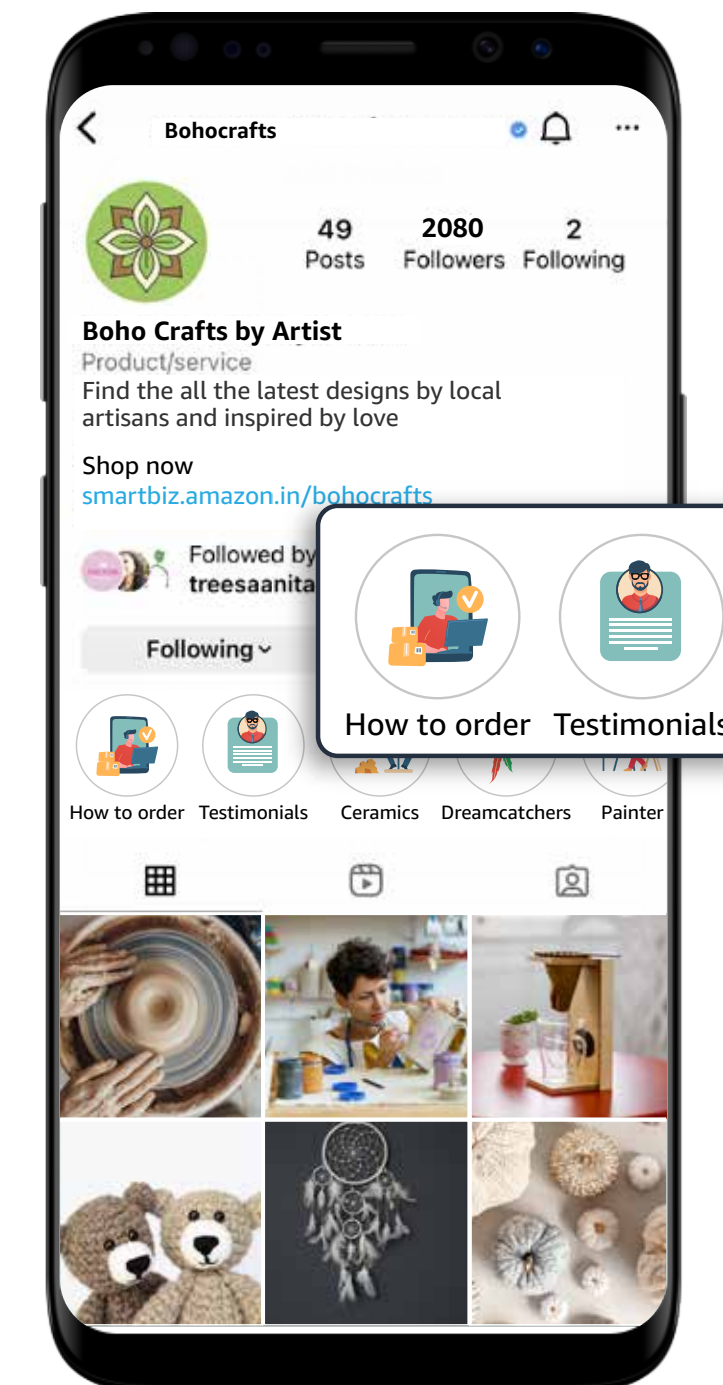 Bohocrafts
49 2080 2
Posts Followers Following
Boho Crafts by Artist
Product/service
Find the all the latest designs by local
artisans and inspired by love
Shop now
smartbiz.amazon.in/bohocrafts
Followed by
treesaanita
Following
How to order Testimonials
How to order Testimonials Ceramics Dreamcatchers Painter